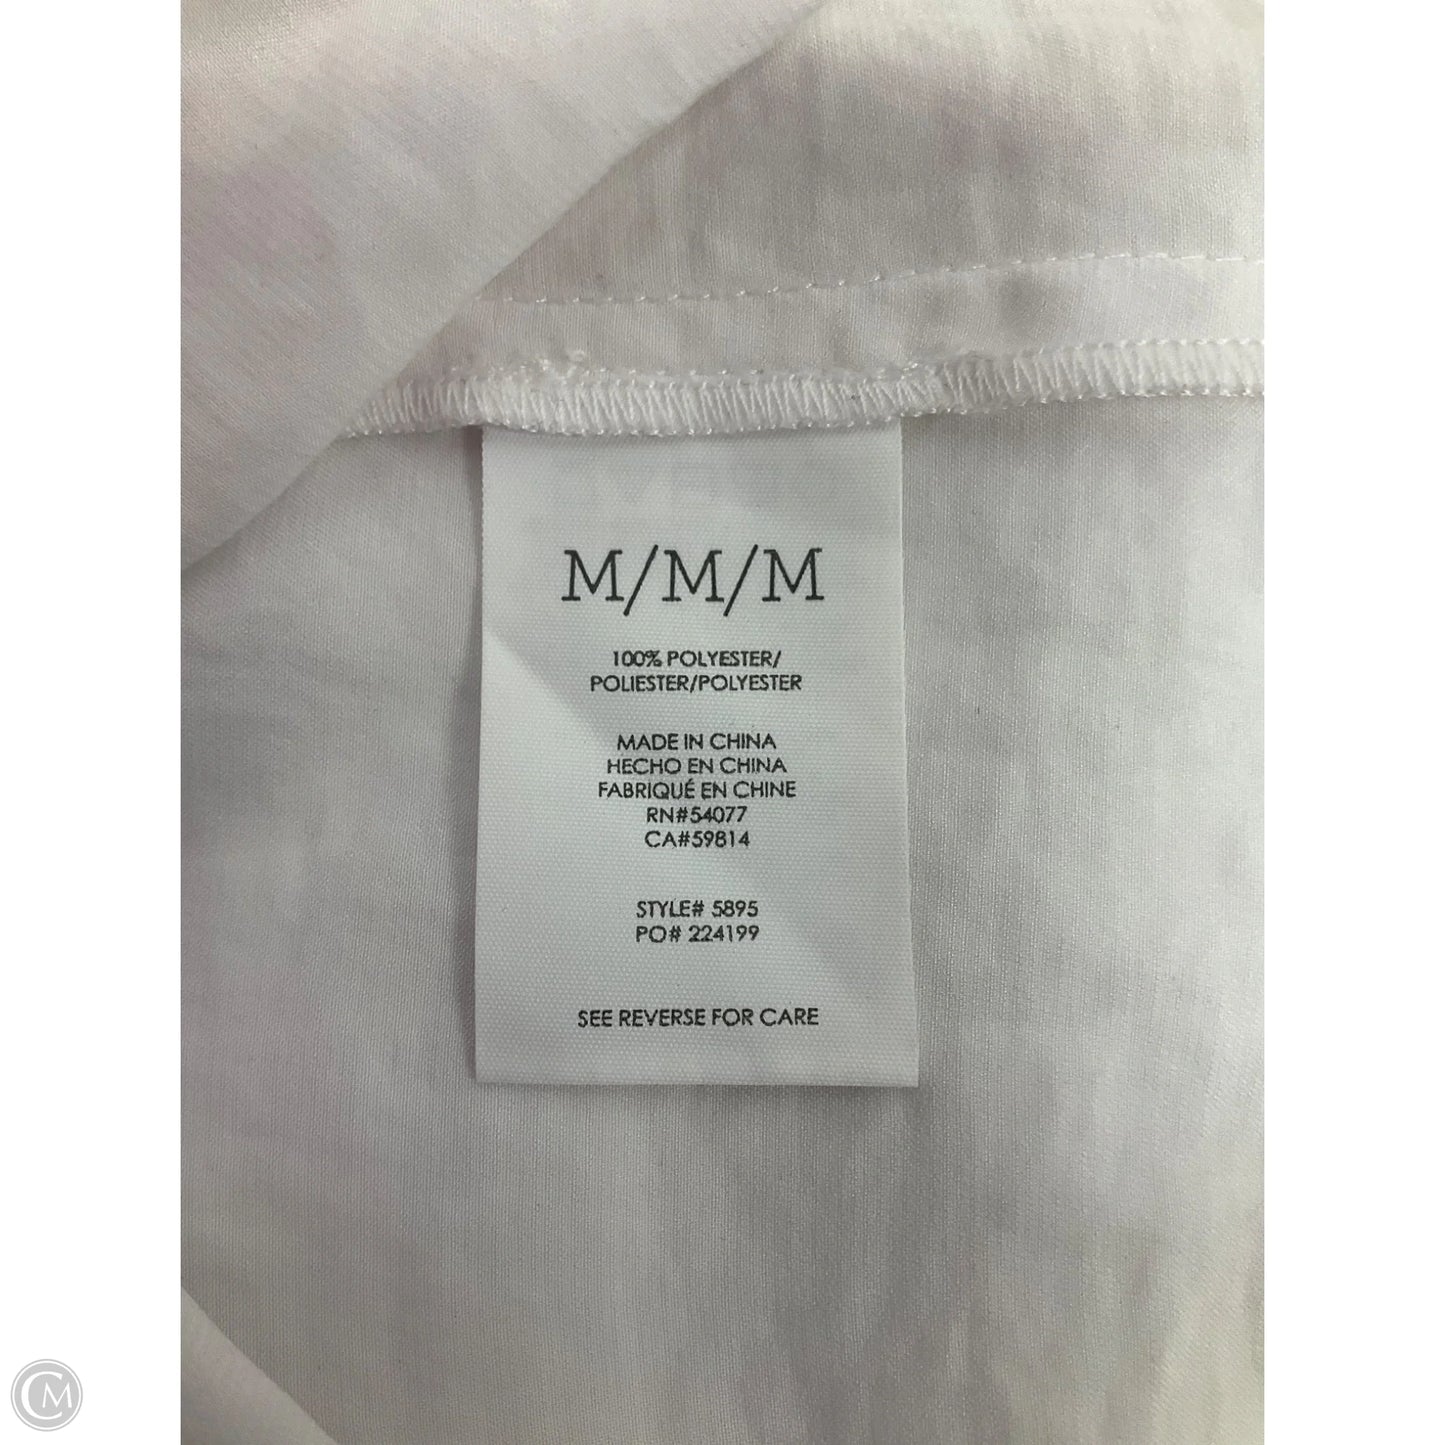 M/M/M
100% POLYESTER/
POLIESTER/POLYESTER
MADE IN CHINA
HECHO EN CHINA
FABRIQUÉ EN CHINE
RN#54077
CA#59814
STYLE# 5895
PO# 224199
SEE REVERSE FOR CARE
CM